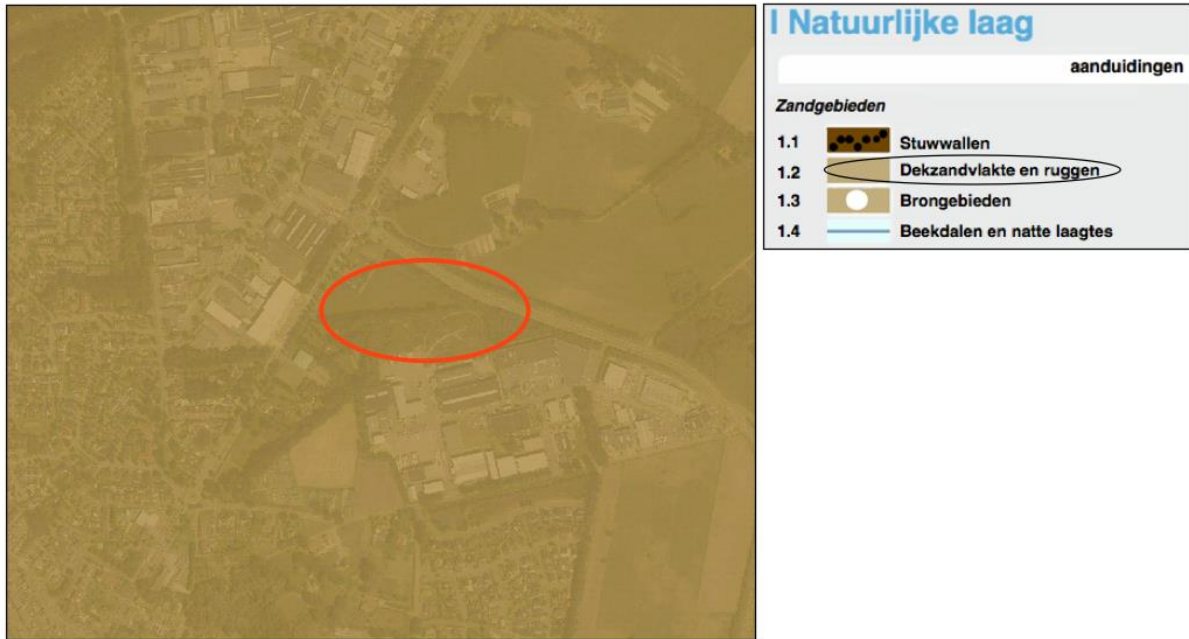 I Natuurlijke laag
aanduidingen
Zandgebieden
1.1 Stuwwallen
1.2 Dekzandvlakte en ruggen
1.3 Brongebieden
1.4 Beekdalen en natte laagtes